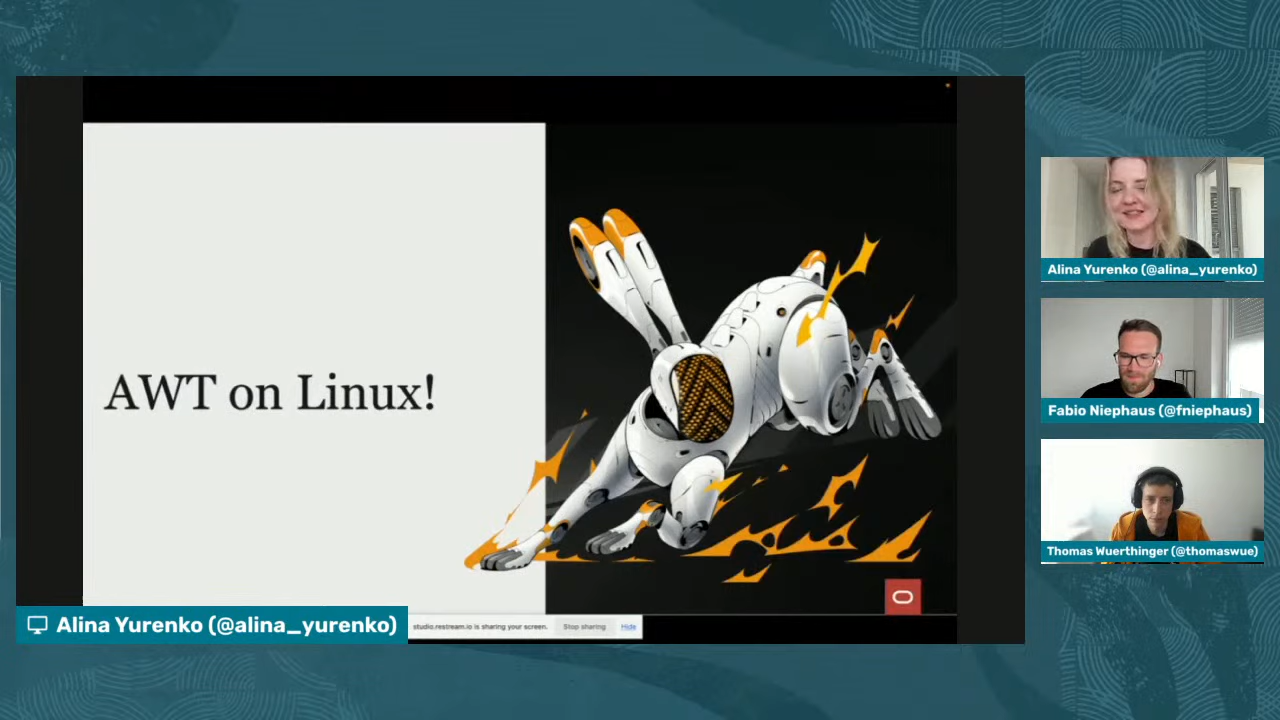 AWT on Linux!
Alina Yurenko (@alina_yurenko)
studio.restream.io is sharing your screen.
Stop sharing
Hide
Alina Yurenko (@alina_yurenko)
Fabio Niephaus (@fniephaus)
Thomas Wuerthinger (@thomaswue)